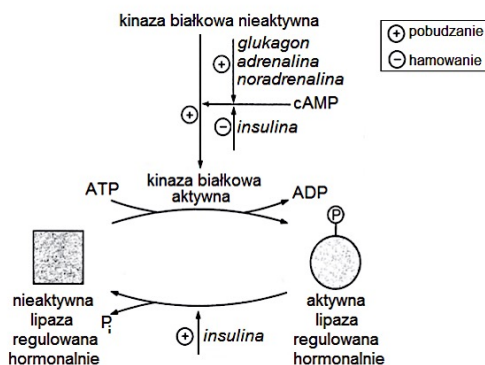 kinaza białkowa nieaktywna
+ pobudzanie
− hamowanie
glukagon
+ adrenalina
noradrenalina
+
cAMP
− insulina
kinaza białkowa
aktywna
ATP
ADP
P
nieaktywna
lipaza
regulowana
hormonalnie
Pi
+ insulina
aktywna
lipaza
regulowana
hormonalnie